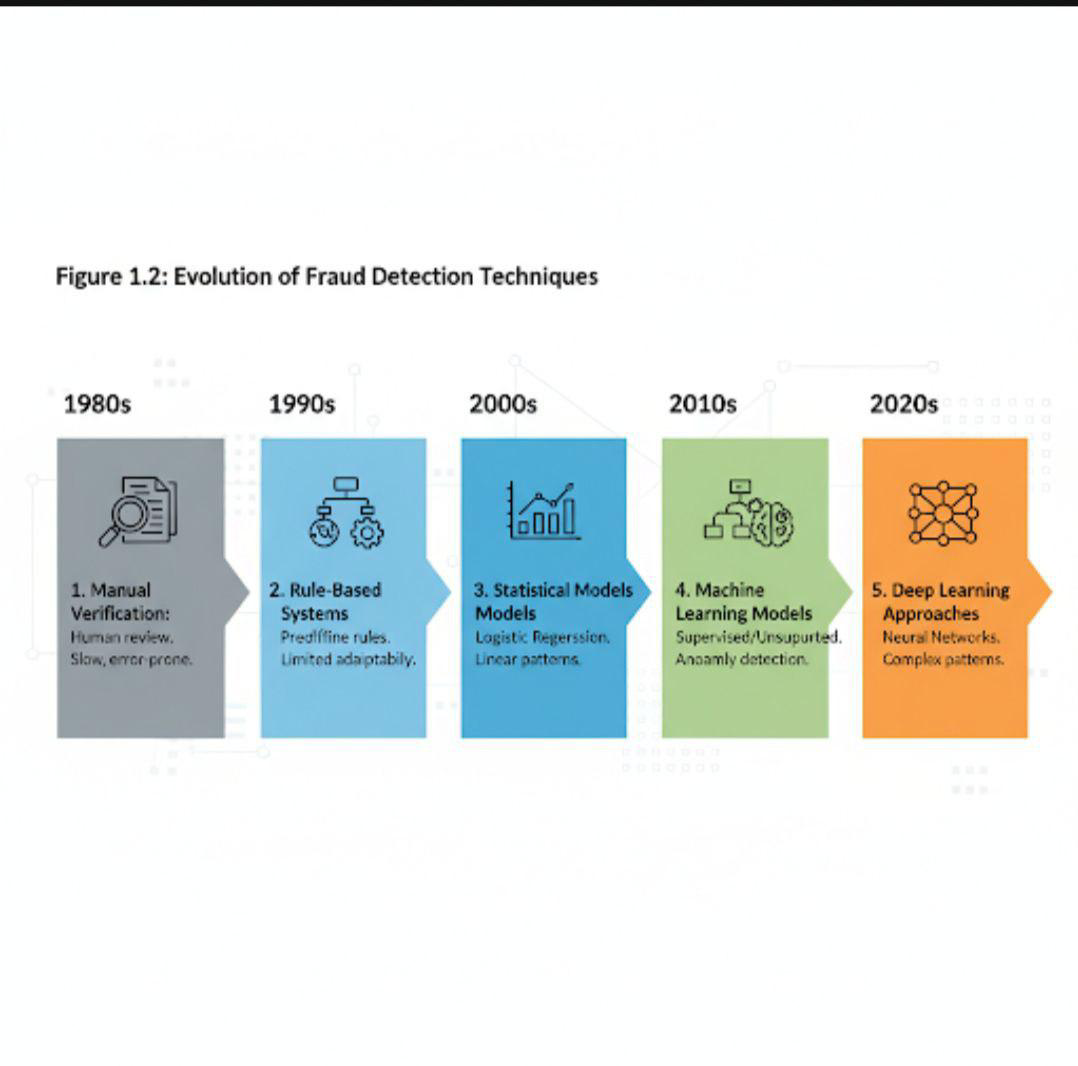 Figure 1.2: Evolution of Fraud Detection Techniques
1980s
1990s
2000s
2010s
2020s
1. Manual
Verification:
Human review.
Slow, error-prone.
2. Rule-Based
Systems
Predlffine rules.
Limited adaiptabily.
3. Statistical Models
Models
Logistic Regerssion.
Linear patterns.
4. Machine
Learning Models
Supervised/Unsupurted.
Anoamly detection.
5. Deep Learning
Approaches
Neural Networks.
Complex patterns.